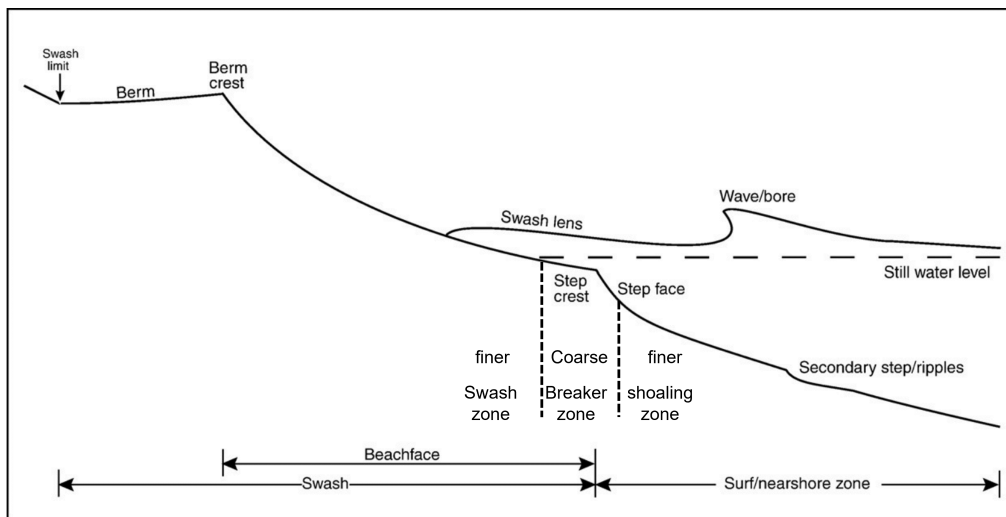 Swash
limit
Berm
Berm
crest
Wave/bore
Swash lens
Still water level
Step
crest
Step face
Secondary step/ripples
finer
Coarse
finer
Swash
zone
Breaker
zone
shoaling
zone
Beachface
Swash
Surf/nearshore zone